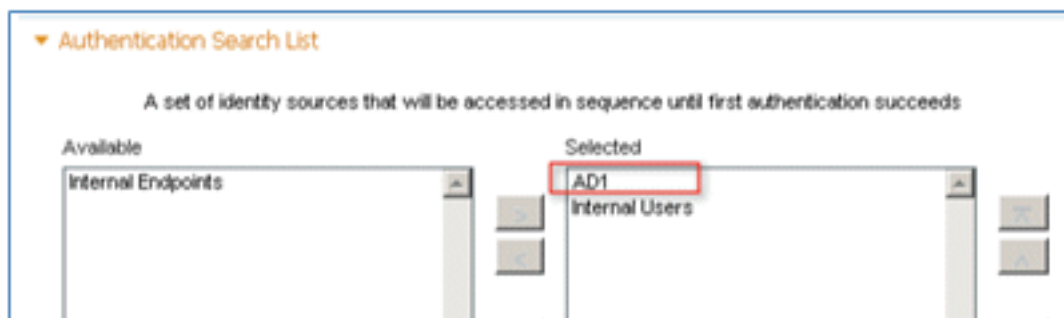 Authentication Search List
A set of identity sources that will be accessed in sequence until first authentication succeeds
Available
Selected
Internal Endpoints
AD1
Internal Users
>
<